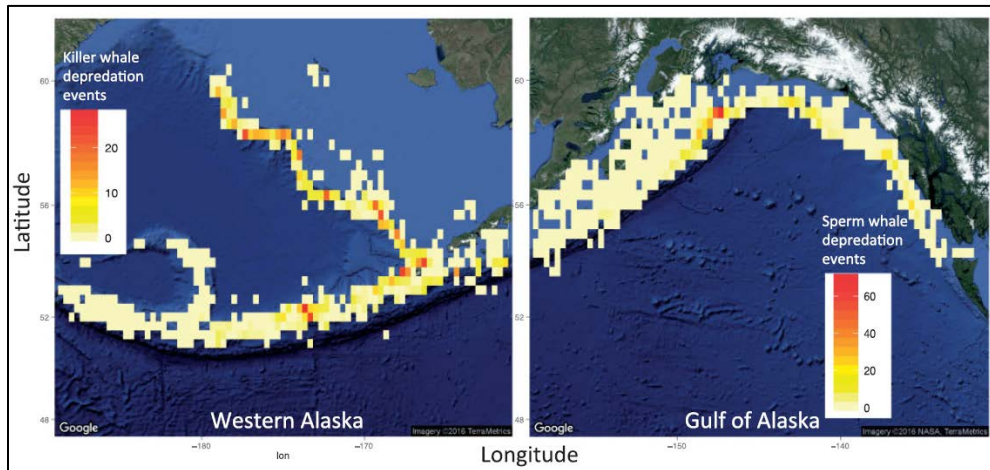 Killer whale
depredation
events
20
10
0
60
56
52
48
Latitude
Western Alaska
Google
Imagery ©2016 TerraMetrics
−180
−170
lon
60
56
52
48
Sperm whale
depredation
events
60
40
20
0
Gulf of Alaska
Google
Imagery ©2016 NASA, TerraMetrics
−150
−140
Longitude